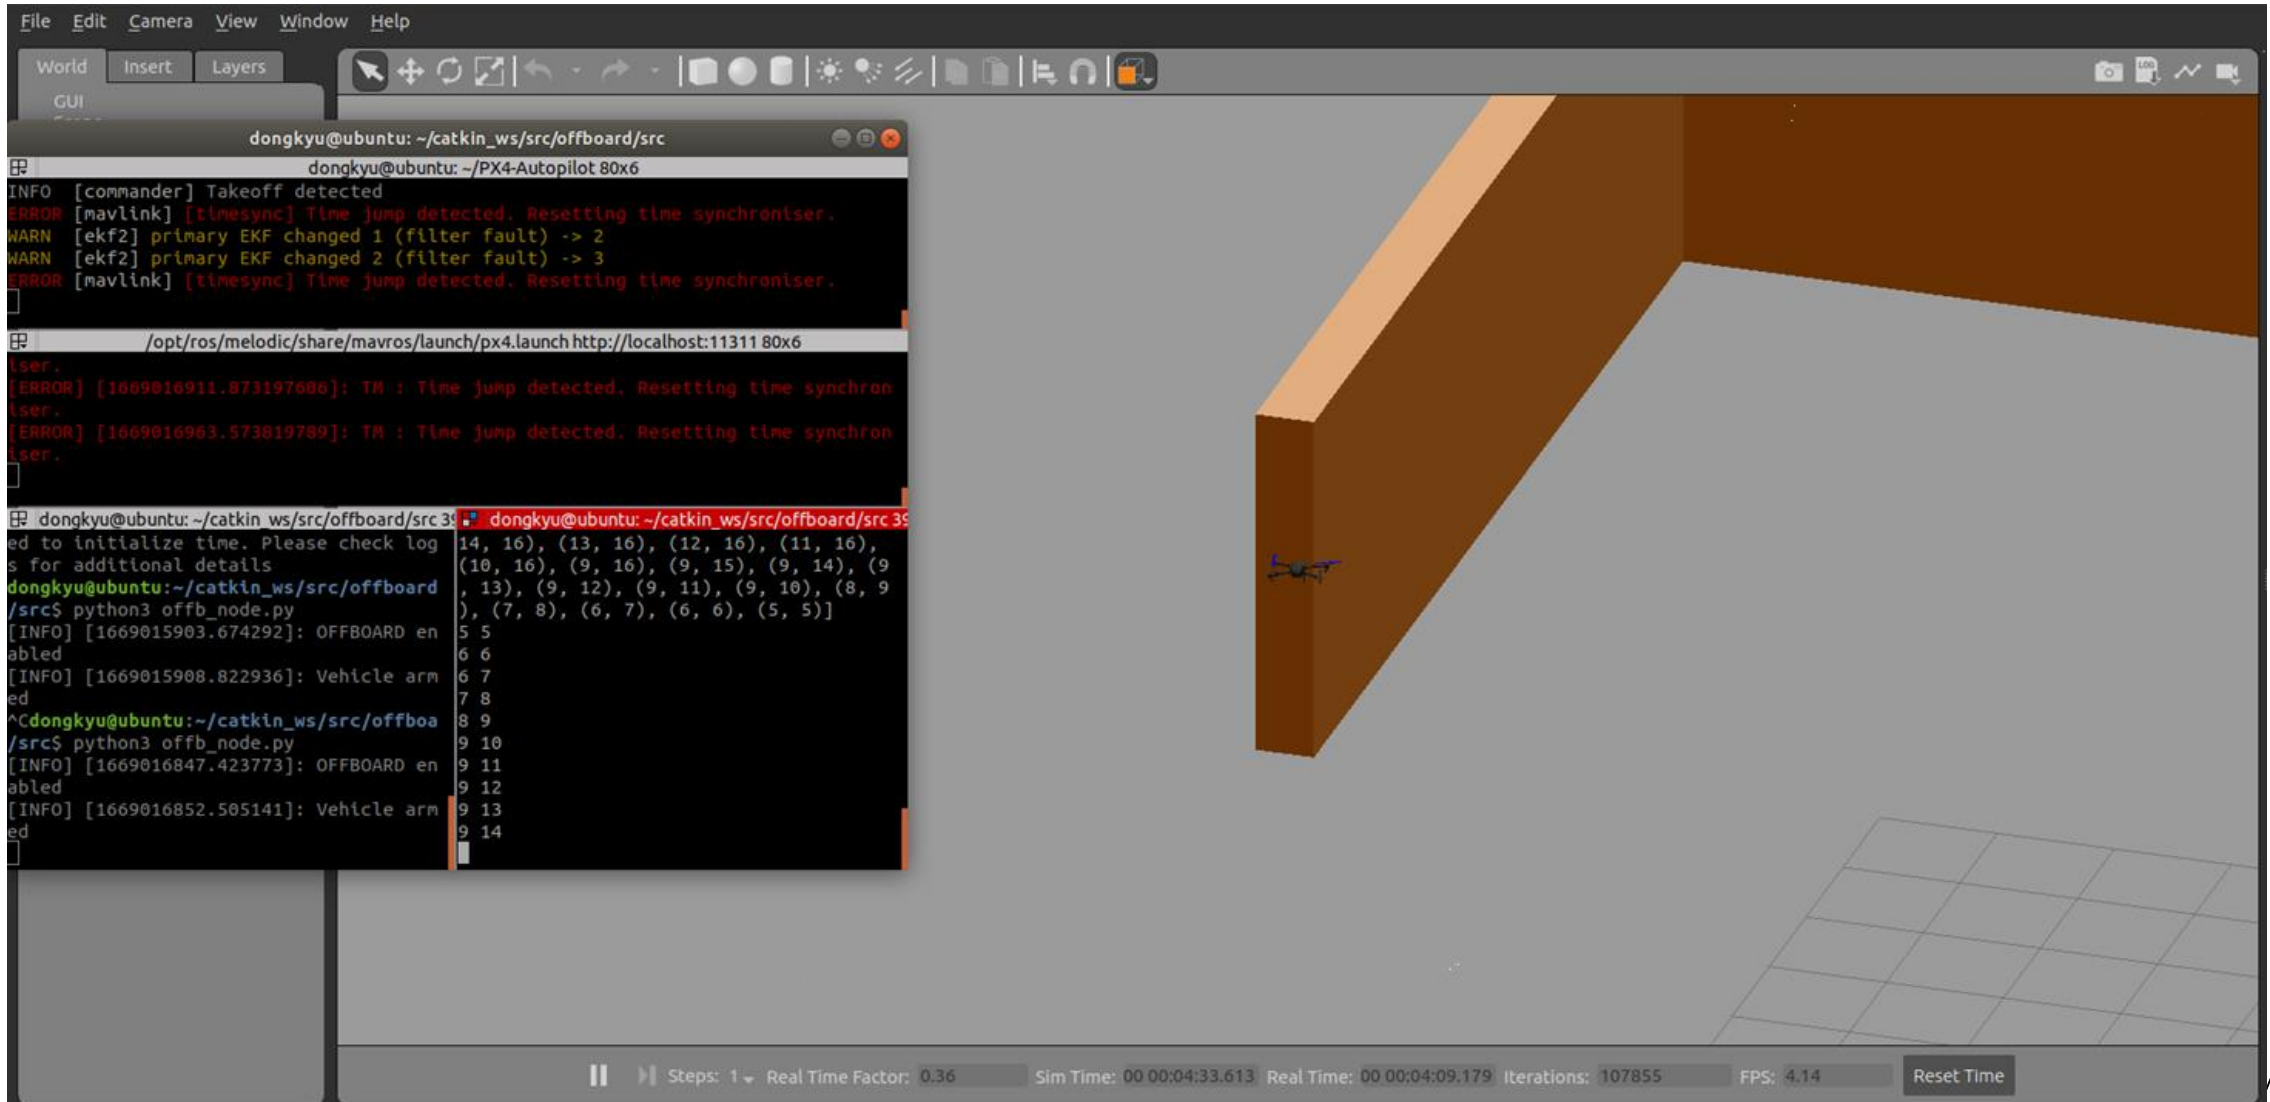 File Edit Camera View Window Help
World Insert Layers
GUI
dongkyu@ubuntu: ~/catkin_ws/src/offboard/src
dongkyu@ubuntu: ~/PX4-Autopilot 80x6
INFO [commander] Takeoff detected
ERROR [mavlink] [timesync] Time jump detected. Resetting time synchroniser.
WARN [ekf2] primary EKF changed 1 (filter fault) -> 2
WARN [ekf2] primary EKF changed 2 (filter fault) -> 3
ERROR [mavlink] [timesync] Time jump detected. Resetting time synchroniser.
/opt/ros/melodic/share/mavros/launch/px4.launch http://localhost:11311 80x6
iser.
[ERROR] [1669016911.873197686]: TM : Time jump detected. Resetting time synchron
iser.
[ERROR] [1669016963.573819789]: TM : Time jump detected. Resetting time synchron
iser.
dongkyu@ubuntu: ~/catkin_ws/src/offboard/src 39
ed to initialize time. Please check log
s for additional details
dongkyu@ubuntu:~/catkin_ws/src/offboard
/src$ python3 offb_node.py
[INFO] [1669015903.674292]: OFFBOARD en
abled
[INFO] [1669015908.822936]: Vehicle arm
ed
^Cdongkyu@ubuntu:~/catkin_ws/src/offboa
/src$ python3 offb_node.py
[INFO] [1669016847.423773]: OFFBOARD en
abled
[INFO] [1669016852.505141]: Vehicle arm
ed
dongkyu@ubuntu: ~/catkin_ws/src/offboard/src 39
14, 16), (13, 16), (12, 16), (11, 16),
(10, 16), (9, 16), (9, 15), (9, 14), (9
, 13), (9, 12), (9, 11), (9, 10), (8, 9
), (7, 8), (6, 7), (6, 6), (5, 5)]
5 5
6 6
6 7
7 8
8 9
9 10
9 11
9 12
9 13
9 14
Steps: 1 Real Time Factor: 0.36 Sim Time: 00 00:04:33.613 Real Time: 00 00:04:09.179 Iterations: 107855 FPS: 4.14 Reset Time